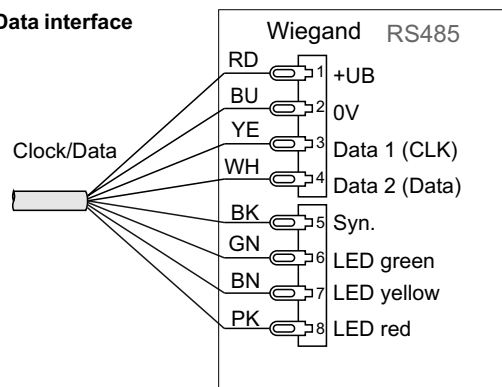 Data interface
Wiegand RS485
RD 1 +UB
BU 2 0V
YE 3 Data 1 (CLK)
Clock/Data
WH 4 Data 2 (Data)
BK 5 Syn.
GN 6 LED green
BN 7 LED yellow
PK 8 LED red